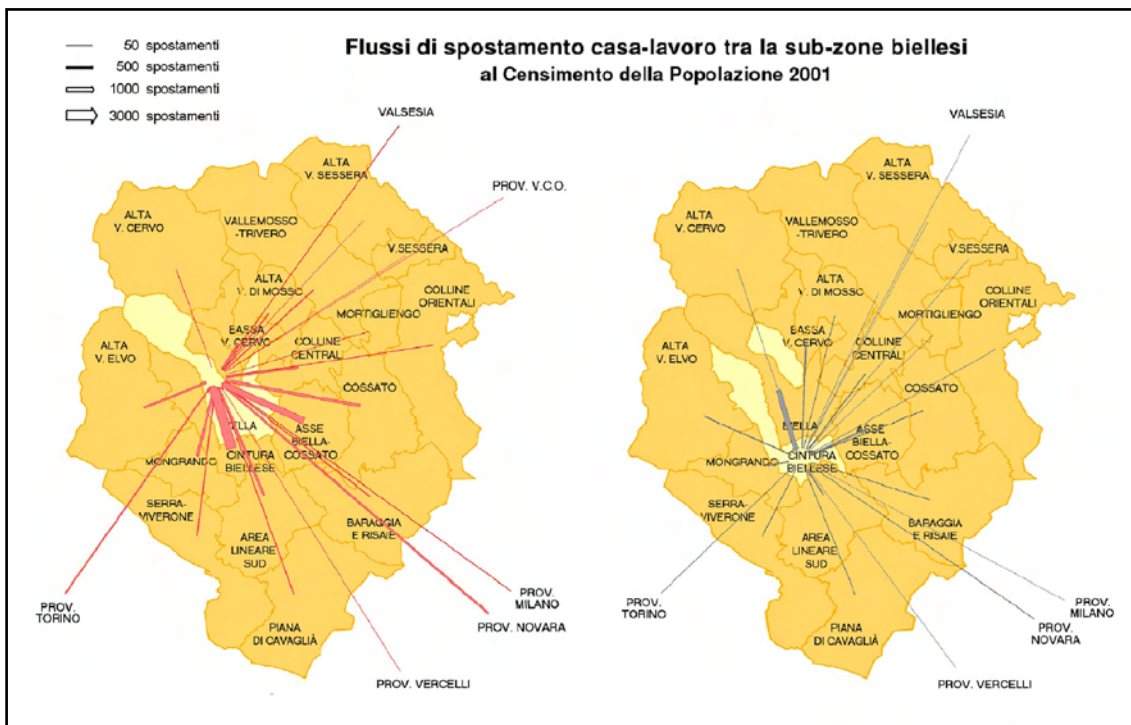 50 spostamenti
500 spostamenti
1000 spostamenti
3000 spostamenti
Flussi di spostamento casa-lavoro tra la sub-zone biellesi
al Censimento della Popolazione 2001
VALSESIA
PROV. V.C.O.
ALTA
V. SESSERA
ALTA
V. CERVO
VALLEMOSSO
-TRIVERO
V.SESSERA
ALTA
V. DI MOSSO
COLLINE
ORIENTALI
MORTIGLIENGO
BASSA
V. CERVO
COLLINE
CENTRALI
ALTA
V. ELVO
COSSATO
ASSE
BIELLA-
COSSATO
CINTURA
BIELLESE
MONGRANDO
SERRA-
VIVERONE
BARAGGIA
E RISAIE
AREA
LINEARE
SUD
PROV.
TORINO
PROV.
MILANO
PROV. NOVARA
PIANA
DI CAVAGLIÀ
PROV. VERCELLI
VALSESIA
ALTA
V. SESSERA
ALTA
V. CERVO
VALLEMOSSO
-TRIVERO
V.SESSERA
ALTA
V. DI MOSSO
COLLINE
ORIENTALI
MORTIGLIENGO
BASSA
V. CERVO
COLLINE
CENTRALI
ALTA
V. ELVO
COSSATO
BIELLA
ASSE
BIELLA-
COSSATO
CINTURA
BIELLESE
MONGRANDO
SERRA-
VIVERONE
BARAGGIA
E RISAIE
AREA
LINEARE
SUD
PROV.
TORINO
PROV.
MILANO
PROV.
NOVARA
PIANA
DI CAVAGLIÀ
PROV. VERCELLI